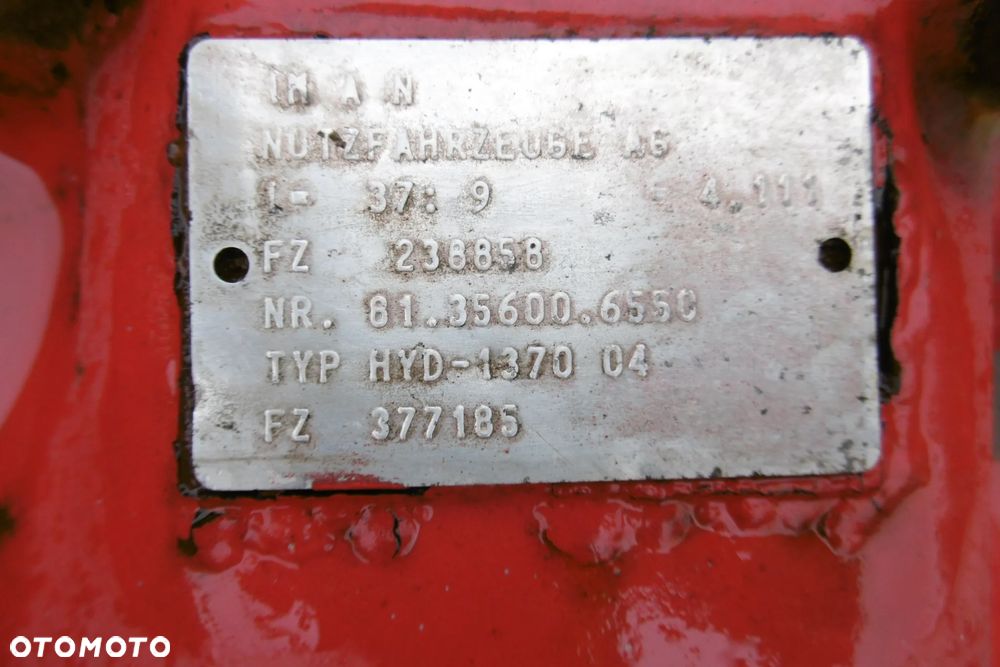 M A N
NUTZFAHRZEUGE AG
I= 37: 9 = 4.111
FZ 238858
NR. 81.35600.6550
TYP HYD-1370 04
FZ 377185
OTOMOTO